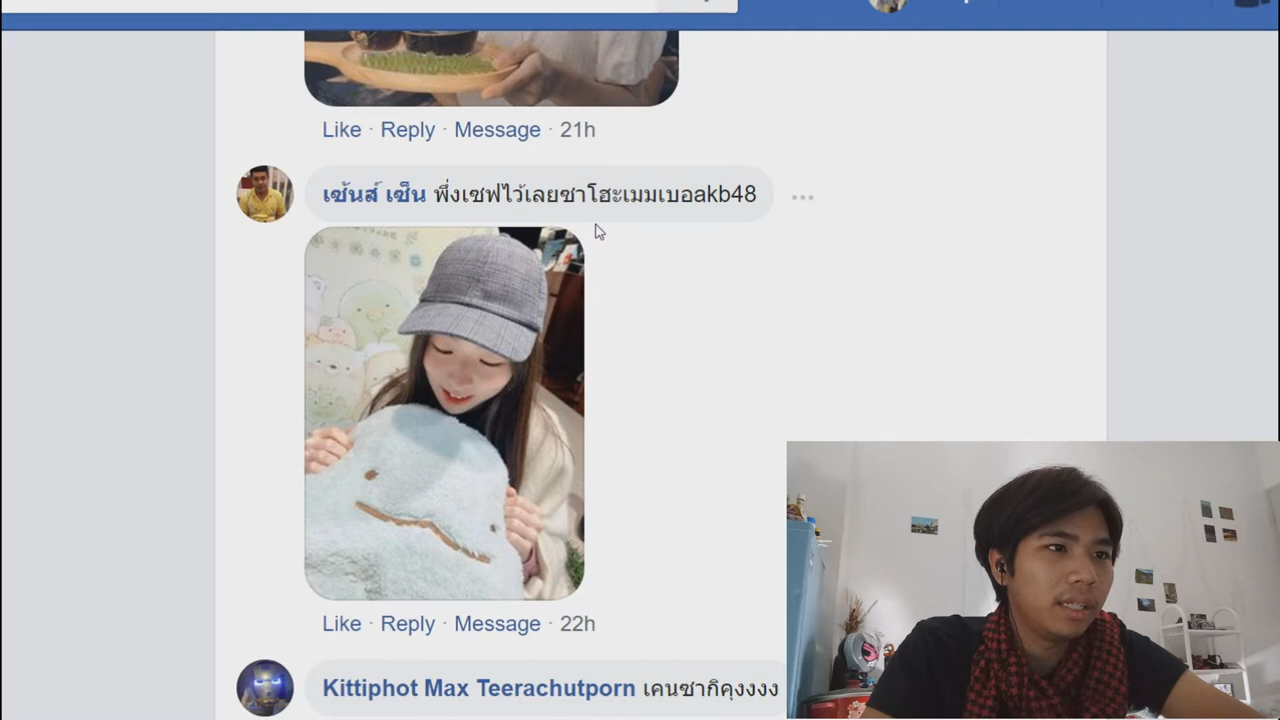 Like · Reply · Message · 21h
เซ้นส์ เซ็น พึ่งเซฟไว้เลยซาโฮะเมมเบอakb48
Like · Reply · Message · 22h
Kittiphot Max Teerachutporn เคนซากิคุงงงง